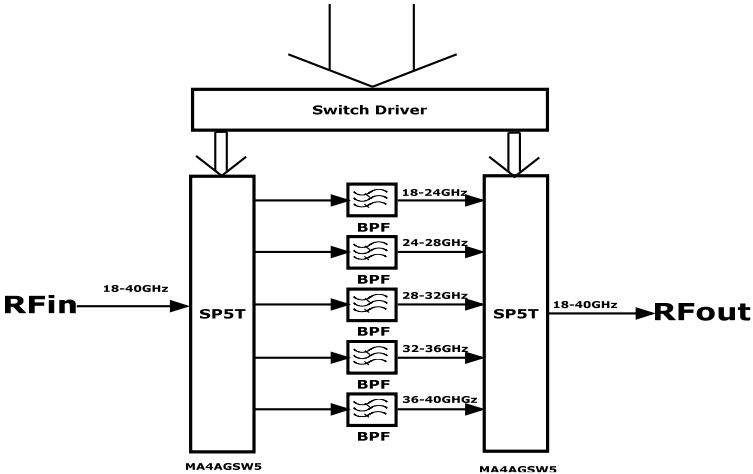 Switch Driver
18-24GHz
BPF
24-28GHz
BPF
RFin
18-40GHz
SP5T
28-32GHz
BPF
SP5T
18-40GHz
RFout
32-36GHz
BPF
36-40GHGz
BPF
MA4AGSW5
MA4AGSW5